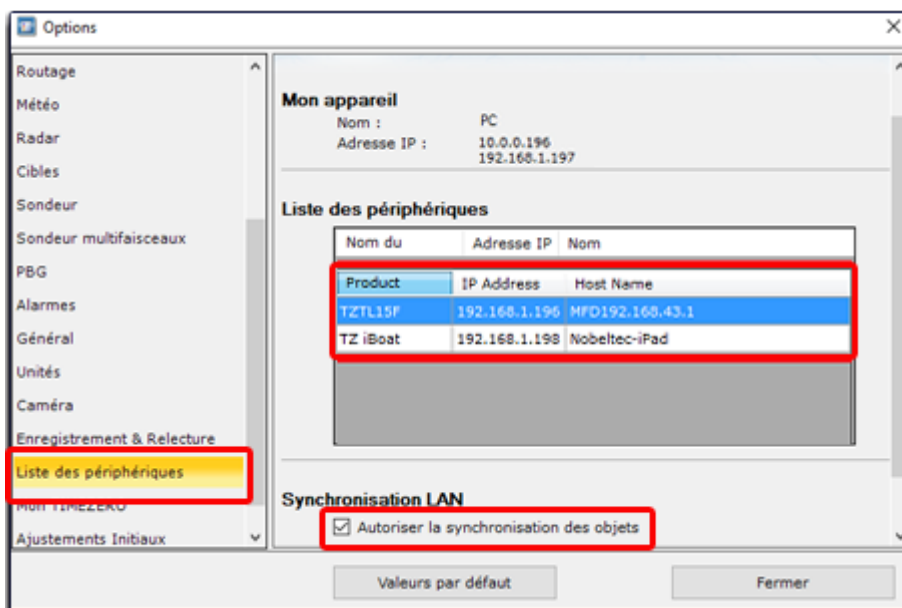 Options
Routage
Météo
Radar
Cibles
Sondeur
Sondeur multifaisceaux
PBG
Alarmes
Général
Unités
Caméra
Enregistrement & Relecture
Liste des périphériques
Mon TIMEZERO
Ajustements Initiaux
Mon appareil
Nom : PC
Adresse IP : 10.0.0.196
192.168.1.197
Liste des périphériques
Nom du Adresse IP Nom
Product IP Address Host Name
TZTL15F 192.168.1.196 MFD192.168.43.1
TZ iBoat 192.168.1.198 Nobeltec-iPad
Synchronisation LAN
Autoriser la synchronisation des objets
Valeurs par défaut Fermer